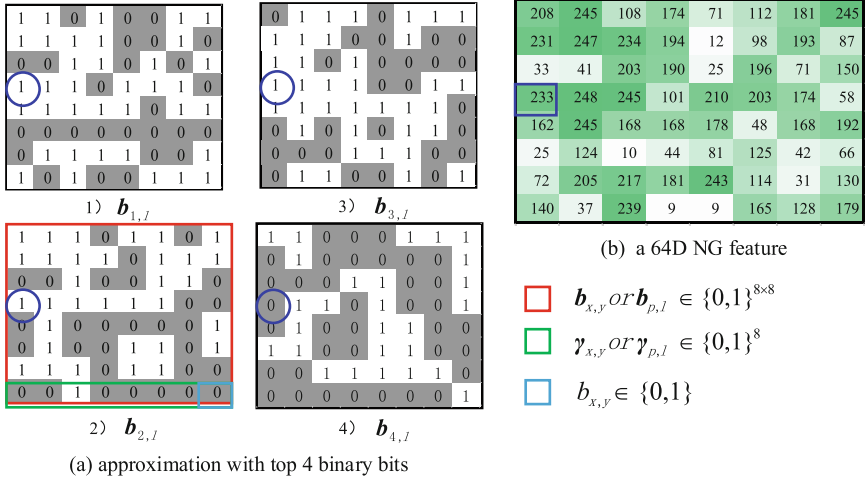 1 1 0 1 0 0 1 1
1 1 1 1 0 0 1 0
0 0 1 1 0 1 0 1
1 1 1 0 1 1 1 0
1 1 1 1 1 0 1 1
0 0 0 0 0 0 0 0
0 1 1 1 1 0 0 1
1 0 1 0 0 1 1 1
1) b1,l
0 1 1 1 0 1 1 1
1 1 1 0 0 1 0 0
1 1 0 1 0 0 0 0
1 1 1 1 0 0 1 1
1 1 1 1 1 1 1 0
0 1 0 1 0 1 1 0
0 0 0 1 1 1 0 0
1 1 1 0 0 1 0 1
3) b3,l
1 1 1 0 1 1 0 1
1 1 1 1 0 1 1 1
0 0 1 0 0 1 1 0
1 1 1 1 1 1 0 0
0 1 0 0 0 0 0 1
0 1 0 0 1 1 0 1
1 1 1 0 1 1 0 0
0 0 1 0 0 0 0 0
2) b2,l
1 1 0 0 0 1 1 1
0 1 0 0 0 0 0 1
0 0 0 1 1 0 0 1
0 1 1 0 1 0 0 1
0 1 0 0 1 1 0 0
1 1 0 0 1 1 0 0
0 0 1 1 1 1 1 0
0 0 0 0 0 0 0 1
4) b4,l
(a) approximation with top 4 binary bits
208 245 108 174 71 112 181 245
231 247 234 194 12 98 193 87
33 41 203 190 25 196 71 150
233 248 245 101 210 203 174 58
162 245 168 168 178 48 168 192
25 124 10 44 81 125 42 66
72 205 217 181 243 114 31 130
140 37 239 9 9 165 128 179
(b) a 64D NG feature
bx,y or bp,l ∈ {0,1}8×8
γx,y or γp,l ∈ {0,1}8
bx,y ∈ {0,1}